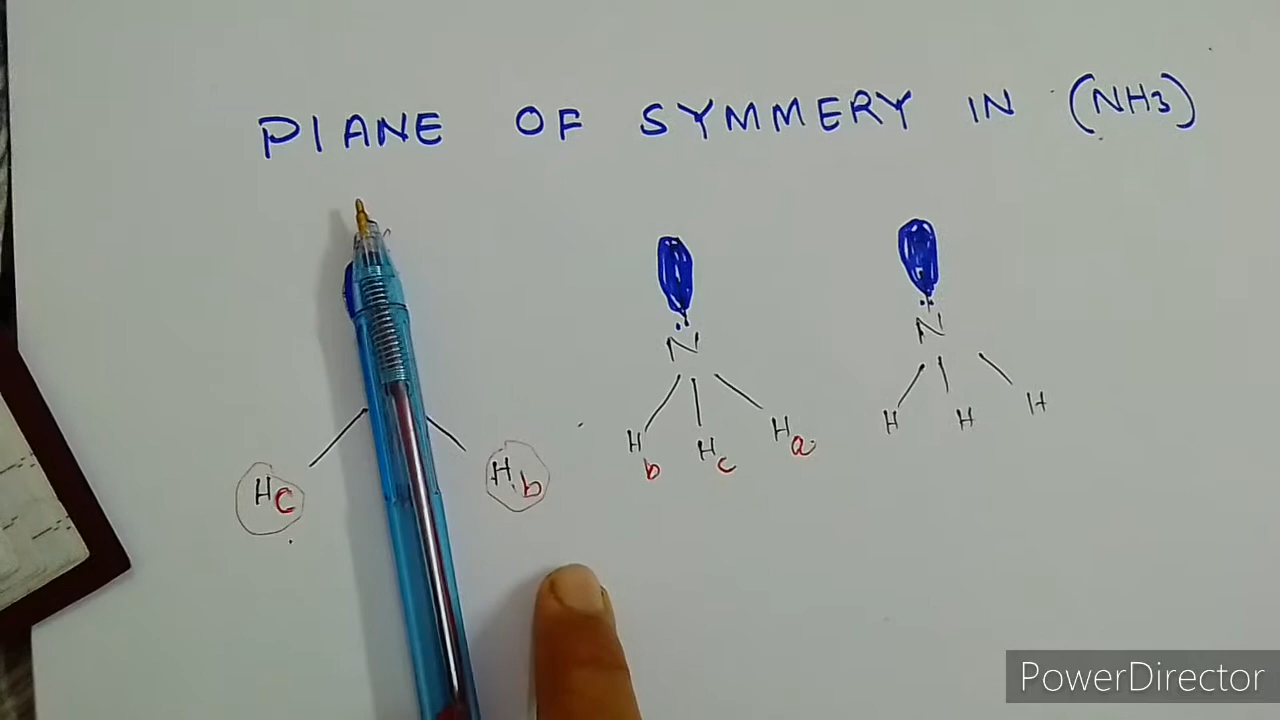 PlANE OF SYMMERY IN (NH3)
N N
H b H c H a H H H
H c H b
PowerDirector